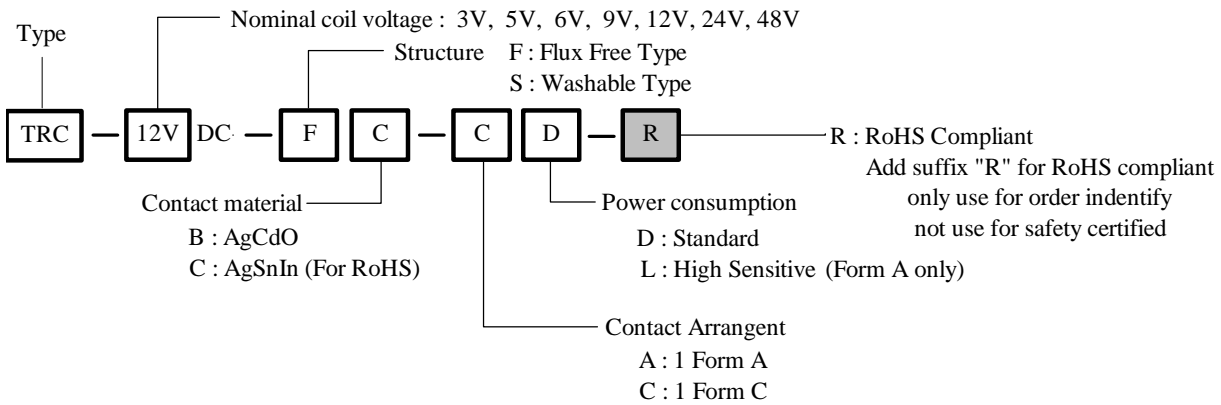 Nominal coil voltage : 3V, 5V, 6V, 9V, 12V, 24V, 48V
Type
Structure F : Flux Free Type
S : Washable Type
TRC — 12V DC — F C — C D — R
R : RoHS Compliant
Add suffix "R" for RoHS compliant
only use for order indentify
not use for safety certified
Contact material
B : AgCdO
C : AgSnIn (For RoHS)
Power consumption
D : Standard
L : High Sensitive (Form A only)
Contact Arrangent
A : 1 Form A
C : 1 Form C